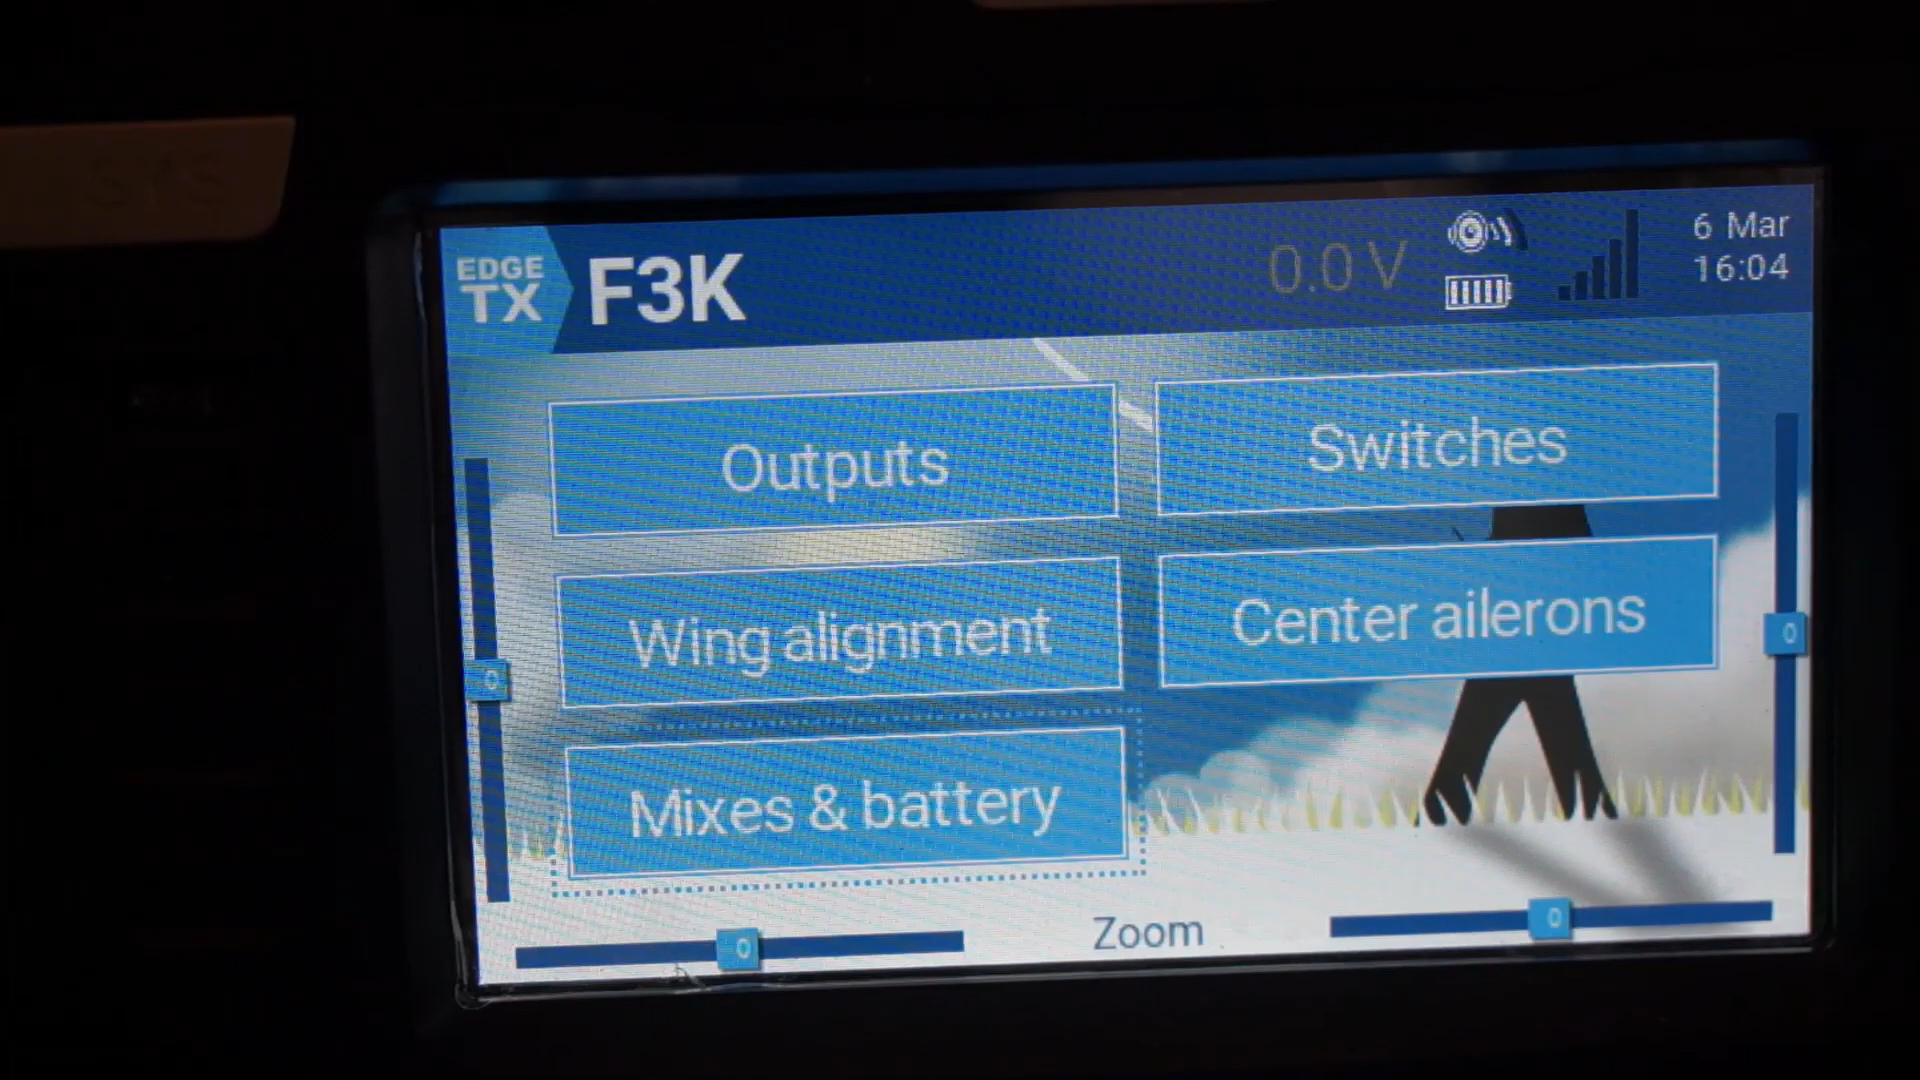 SYS
EDGE
TX
F3K
0.0 V
6 Mar
16:04
Outputs
Switches
Wing alignment
Center ailerons
Mixes & battery
0
0
Zoom
0
0